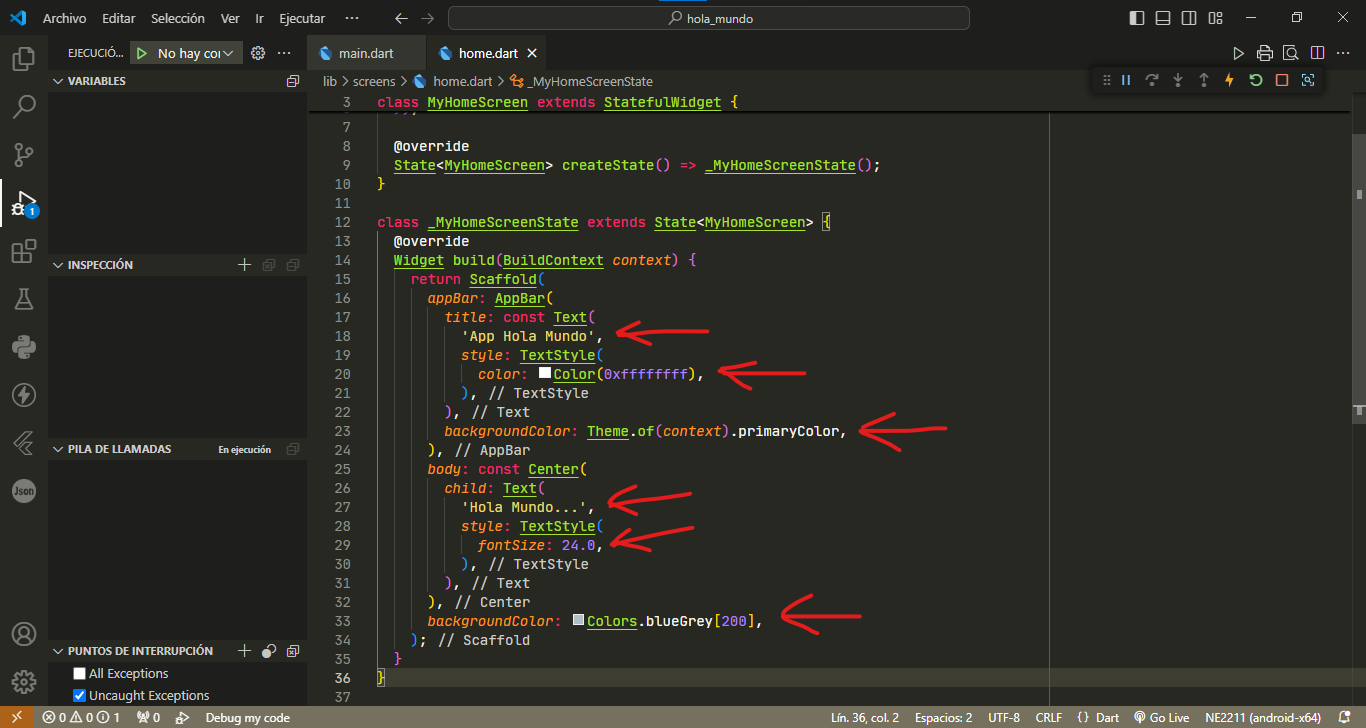 Archivo Editar Selección Ver Ir Ejecutar ··· hola_mundo
EJECUCIÓ... No hay cor ··· main.dart home.dart
VARIABLES
lib > screens > home.dart > _MyHomeScreenState
3 class MyHomeScreen extends StatefulWidget {
7
8 @override
9 State<MyHomeScreen> createState() => _MyHomeScreenState();
10 }
11
12 class _MyHomeScreenState extends State<MyHomeScreen> {
13 @override
INSPECCIÓN
14 Widget build(BuildContext context) {
15 return Scaffold(
16 appBar: AppBar(
17 title: const Text(
18 'App Hola Mundo',
19 style: TextStyle(
20 color: Color(0xffffffff),
21 ), // TextStyle
22 ), // Text
23 backgroundColor: Theme.of(context).primaryColor,
PILA DE LLAMADAS En ejecución
24 ), // AppBar
25 body: const Center(
26 child: Text(
Json
27 'Hola Mundo...',
28 style: TextStyle(
29 fontSize: 24.0,
30 ), // TextStyle
31 ), // Text
32 ), // Center
33 backgroundColor: Colors.blueGrey[200],
34 ); // Scaffold
PUNTOS DE INTERRUPCIÓN
35 }
All Exceptions
36 }
Uncaught Exceptions
37
0 0 1 0 Debug my code Lín. 36, col. 2 Espacios: 2 UTF-8 CRLF {} Dart Go Live NE2211 (android-x64)
1